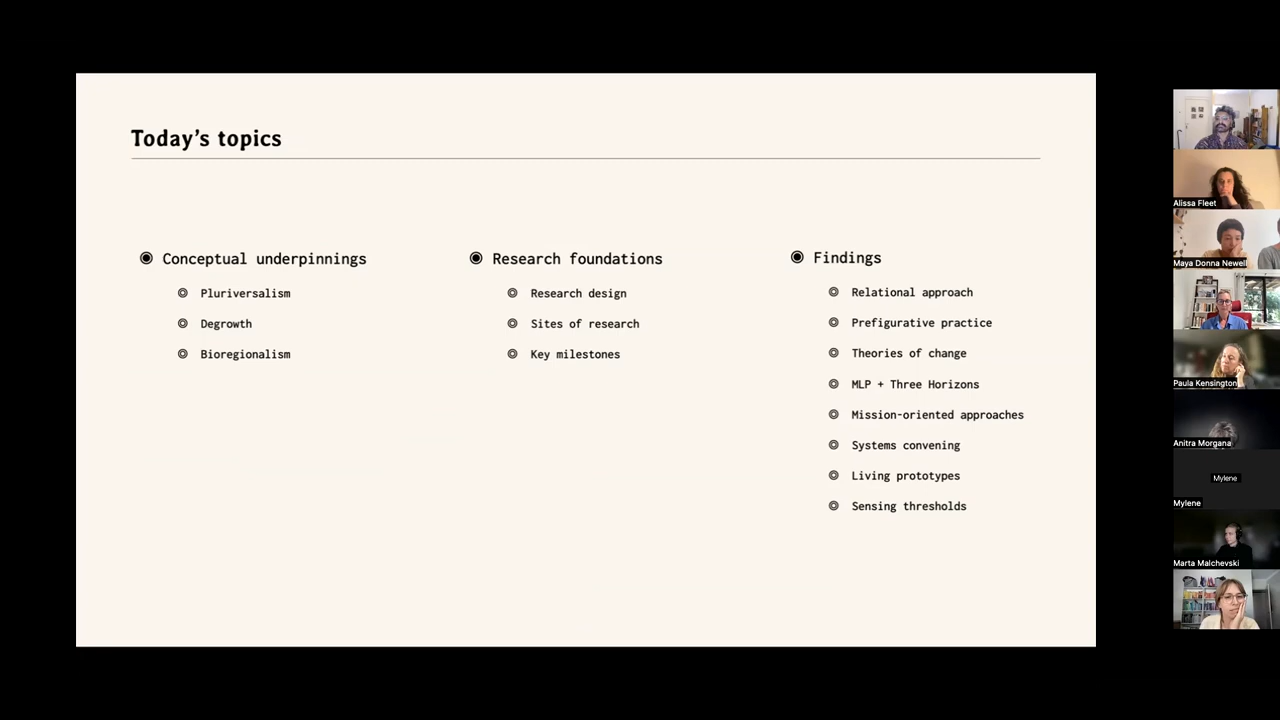 Today's topics
Conceptual underpinnings
Pluriversalism
Degrowth
Bioregionalism
Research foundations
Research design
Sites of research
Key milestones
Findings
Relational approach
Prefigurative practice
Theories of change
MLP + Three Horizons
Mission-oriented approaches
Systems convening
Living prototypes
Sensing thresholds
Alissa Fleet
Maya Donna Newell
Paula Kensington
Anitra Morgana
Mylene
Mylene
Marta Malchevski